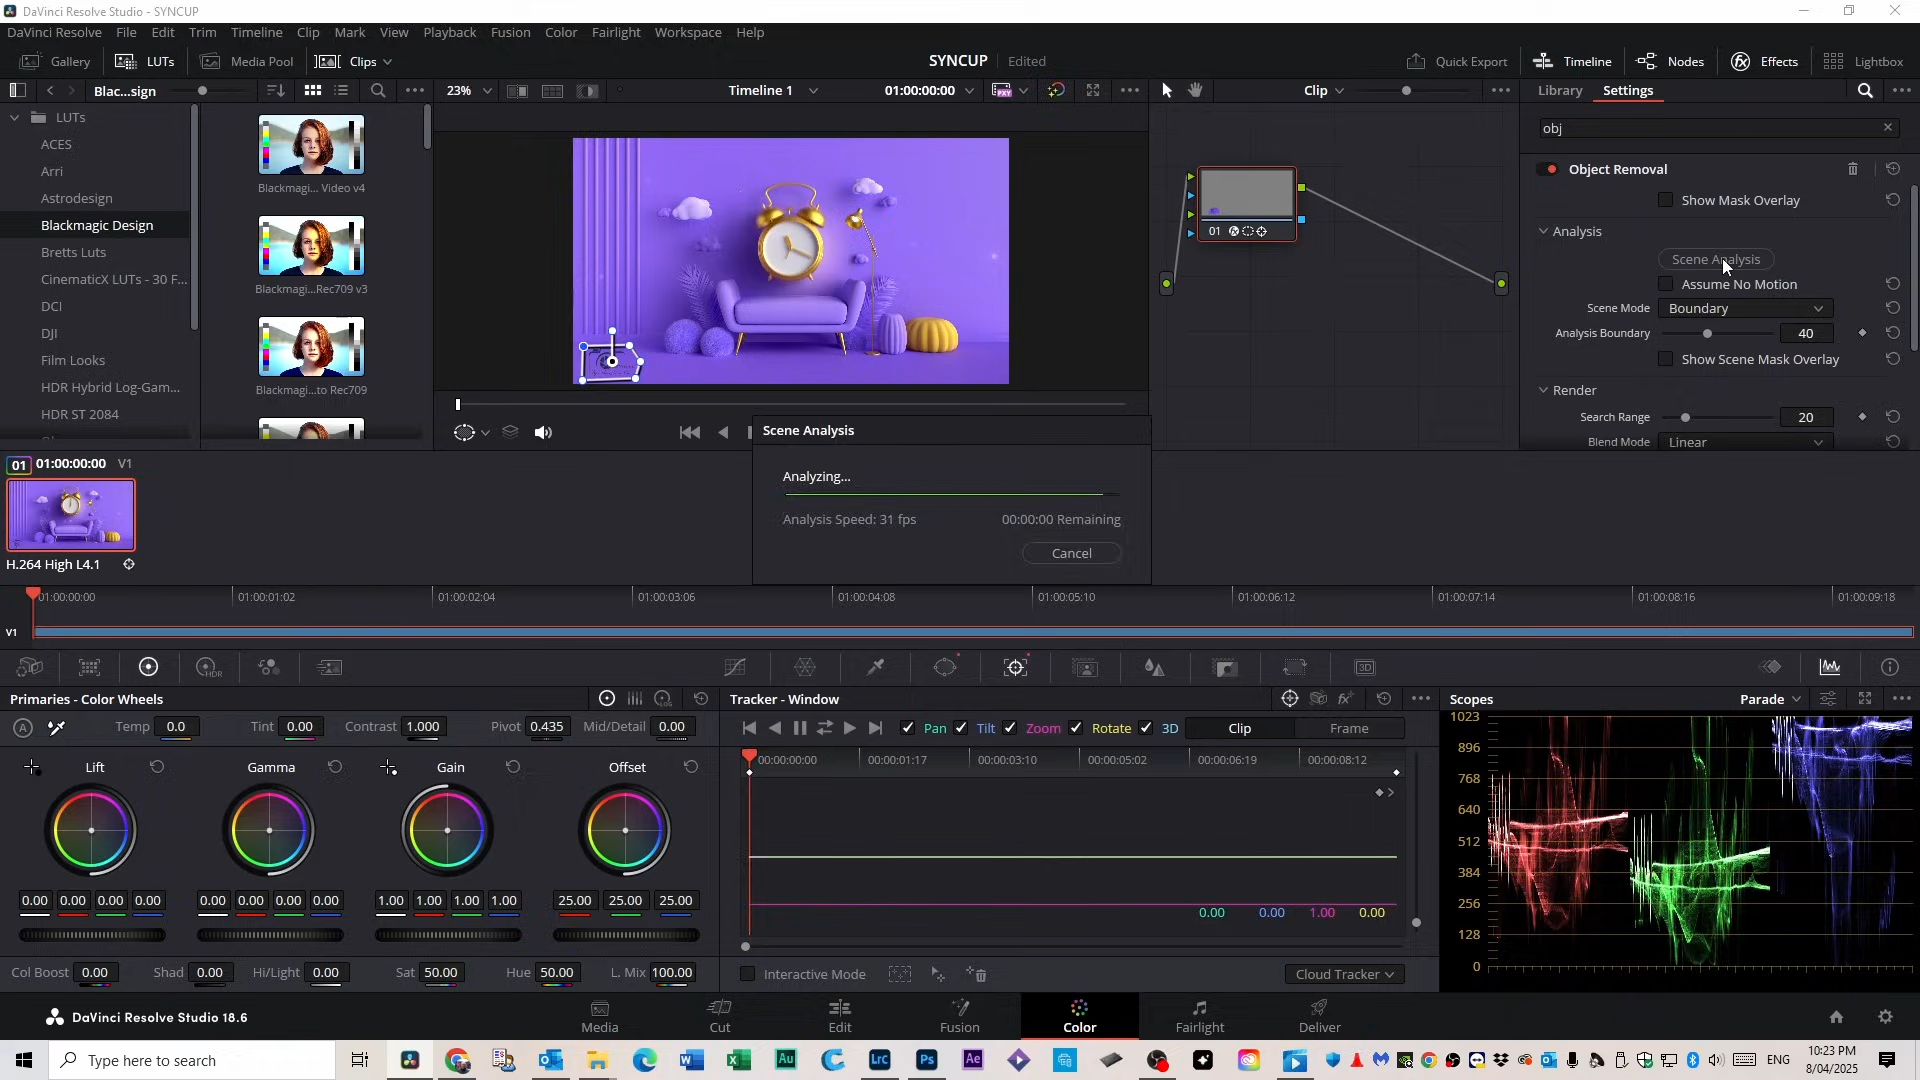 DaVinci Resolve Studio - SYNCUP
DaVinci Resolve File Edit Trim Timeline Clip Mark View Playback Fusion Color Fairlight Workspace Help
Gallery LUTs Media Pool Clips SYNCUP Edited Quick Export Timeline Nodes Effects Lightbox
Blac...sign 23% Timeline 1 01:00:00:00 Clip Library Settings
LUTs
ACES
Arri
Astrodesign
Blackmagic Design
Bretts Luts
CinematicX LUTs - 30 F...
DCI
DJI
Film Looks
HDR Hybrid Log-Gam...
HDR ST 2084
Blackmagi... Video v4
Blackmagi...Rec709 v3
Blackmagi...to Rec709
01
obj
Object Removal
Show Mask Overlay
Analysis
Scene Analysis
Assume No Motion
Scene Mode Boundary
Analysis Boundary 40
Show Scene Mask Overlay
Render
Search Range 20
Blend Mode Linear
Scene Analysis
Analyzing...
Analysis Speed: 31 fps 00:00:00 Remaining
Cancel
01 01:00:00:00 V1
H.264 High L4.1
01:00:00:00 01:00:01:02 01:00:02:04 01:00:03:06 01:00:04:08 01:00:05:10 01:00:06:12 01:00:07:14 01:00:08:16 01:00:09:18
V1
HDR 3D
Primaries - Color Wheels
LOG
A Temp 0.0 Tint 0.00 Contrast 1.000 Pivot 0.435 Mid/Detail 0.00
Lift Gamma Gain Offset
0.00 0.00 0.00 0.00 0.00 0.00 0.00 0.00 1.00 1.00 1.00 1.00 25.00 25.00 25.00
Col Boost 0.00 Shad 0.00 Hi/Light 0.00 Sat 50.00 Hue 50.00 L. Mix 100.00
Tracker - Window
Pan Tilt Zoom Rotate 3D Clip Frame
00:00:00:00 00:00:01:17 00:00:03:10 00:00:05:02 00:00:06:19 00:00:08:12
0.00 0.00 1.00 0.00
Interactive Mode Cloud Tracker
Scopes Parade
1023
896
768
640
512
384
256
128
0
DaVinci Resolve Studio 18.6
Media Cut Edit Fusion Color Fairlight Deliver
Type here to search
ENG
10:23 PM
8/04/2025